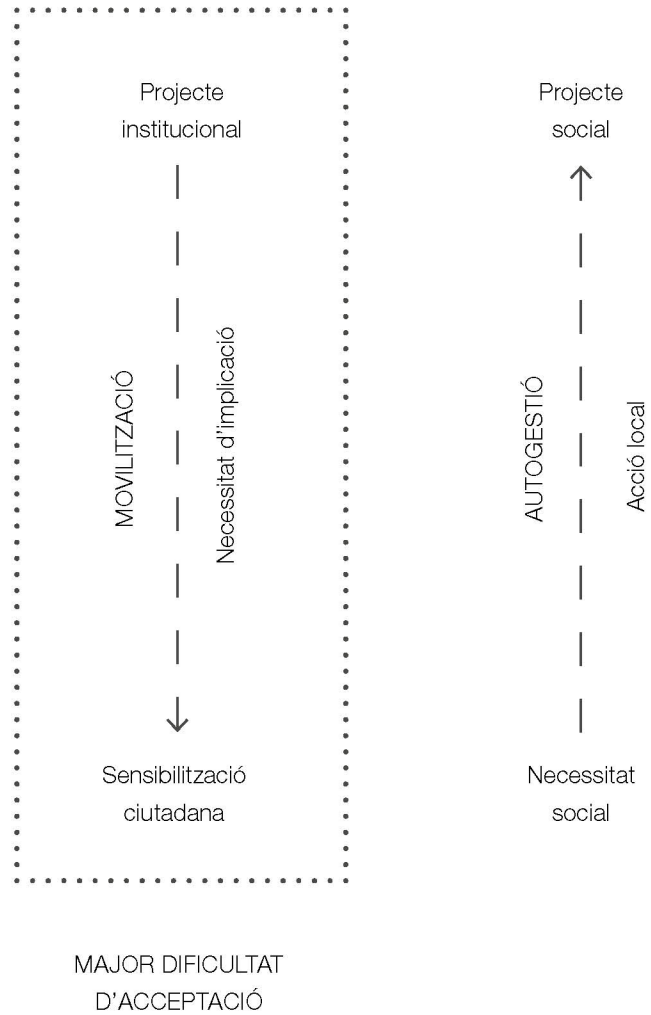 Projecte
institucional
MOVILITZACIÓ
Necessitat d'implicació
Sensibilització
ciutadana
MAJOR DIFICULTAT
D'ACCEPTACIÓ
Projecte
social
AUTOGESTIÓ
Acció local
Necessitat
social